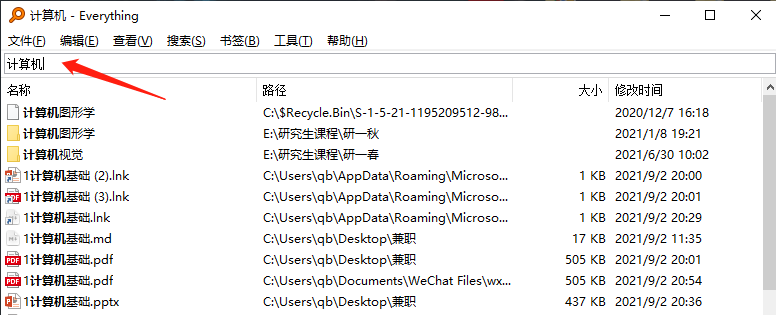 计算机 - Everything
文件(F) 编辑(E) 查看(V) 搜索(S) 书签(B) 工具(T) 帮助(H)
计算机
名称 路径 大小 修改时间
计算机图形学 C:\$Recycle.Bin\S-1-5-21-1195209512-98... 2020/12/7 16:18
计算机图形学 E:\研究生课程\研一秋 2021/1/8 19:21
计算机视觉 E:\研究生课程\研一春 2021/6/30 10:02
1计算机基础 (2).lnk C:\Users\qb\AppData\Roaming\Microso... 1 KB 2021/9/2 20:00
1计算机基础 (3).lnk C:\Users\qb\AppData\Roaming\Microso... 1 KB 2021/9/2 20:01
1计算机基础.lnk C:\Users\qb\AppData\Roaming\Microso... 1 KB 2021/9/2 20:29
1计算机基础.md C:\Users\qb\Desktop\兼职 17 KB 2021/9/2 11:35
1计算机基础.pdf C:\Users\qb\Desktop\兼职 505 KB 2021/9/2 20:01
1计算机基础.pdf C:\Users\qb\Documents\WeChat Files\wx... 505 KB 2021/9/2 20:54
1计算机基础.pptx C:\Users\qb\Desktop\兼职 437 KB 2021/9/2 20:36